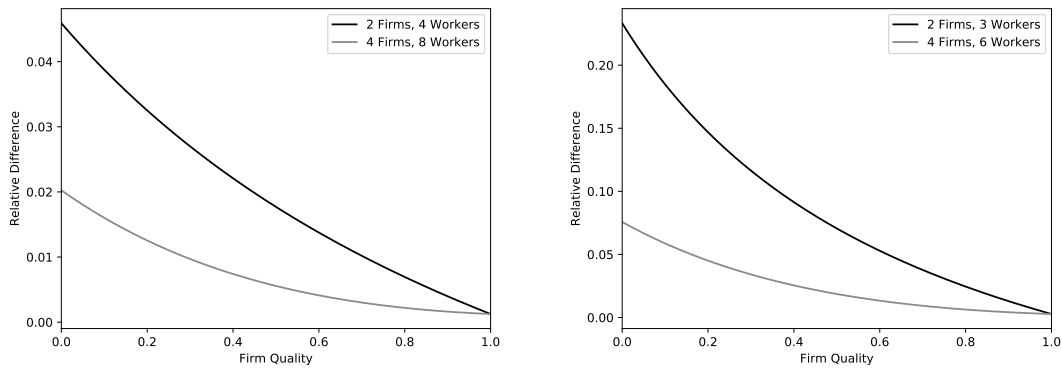 2 Firms, 4 Workers
4 Firms, 8 Workers
0.04
0.03
0.02
0.01
0.00
Relative Difference
0.0 0.2 0.4 0.6 0.8 1.0
Firm Quality
2 Firms, 3 Workers
4 Firms, 6 Workers
0.20
0.15
0.10
0.05
0.00
Relative Difference
0.0 0.2 0.4 0.6 0.8 1.0
Firm Quality